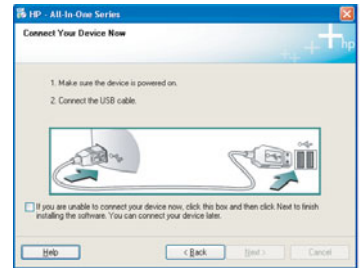 HP - All-In-One Series
Connect Your Device Now
hp
1. Make sure the device is powered on.
2. Connect the USB cable.
If you are unable to connect your device now, click this box and then click Next to finish
installing the software. You can connect your device later.
Help
< Back
Next >
Cancel